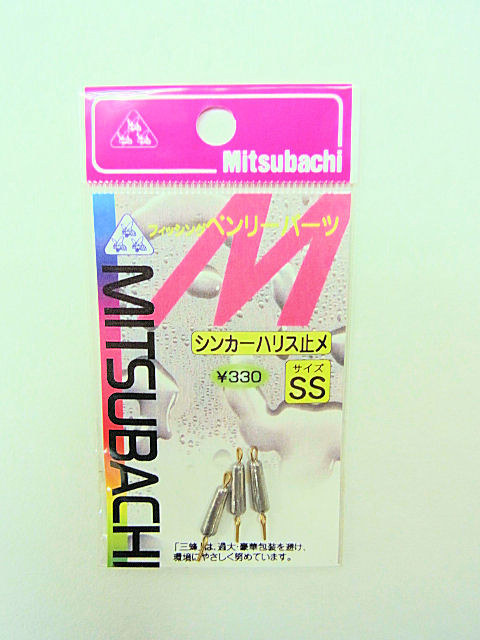 Mitsubachi
フィッシングベンリーパーツ
M
MITSUBACHI
シンカーハリス止メ
¥330
サイズ
SS
「三蜂」は、過大・豪華包装を避け、
環境にやさしく努めています。